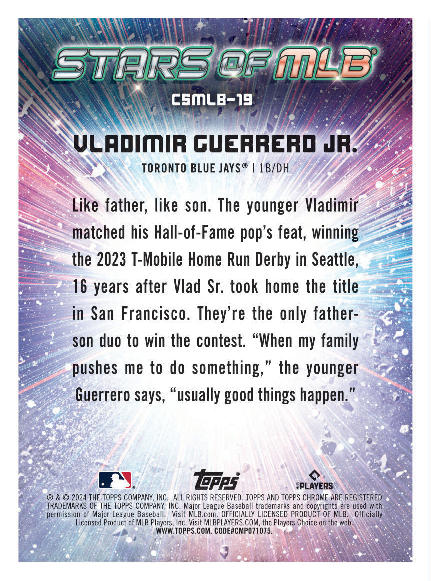 STARS OF MLB®
CSMLB-19
VLADIMIR GUERRERO JR.
TORONTO BLUE JAYS® | 1B/DH
Like father, like son. The younger Vladimir
matched his Hall-of-Fame pop's feat, winning
the 2023 T-Mobile Home Run Derby in Seattle,
16 years after Vlad Sr. took home the title
in San Francisco. They're the only father-
son duo to win the contest. “When my family
pushes me to do something,” the younger
Guerrero says, “usually good things happen.”
Topps
PLAYERS
® & © 2024 THE TOPPS COMPANY, INC. ALL RIGHTS RESERVED. TOPPS AND TOPPS CHROME ARE REGISTERED
TRADEMARKS OF THE TOPPS COMPANY, INC. Major League Baseball trademarks and copyrights are used with
permission of Major League Baseball. Visit MLB.com. OFFICIALLY LICENSED PRODUCT OF MLB. Officially
Licensed Product of MLB Players, Inc. Visit MLBPLAYERS.COM, the Players Choice on the web.
WWW.TOPPS.COM. CODE#CMP071073.